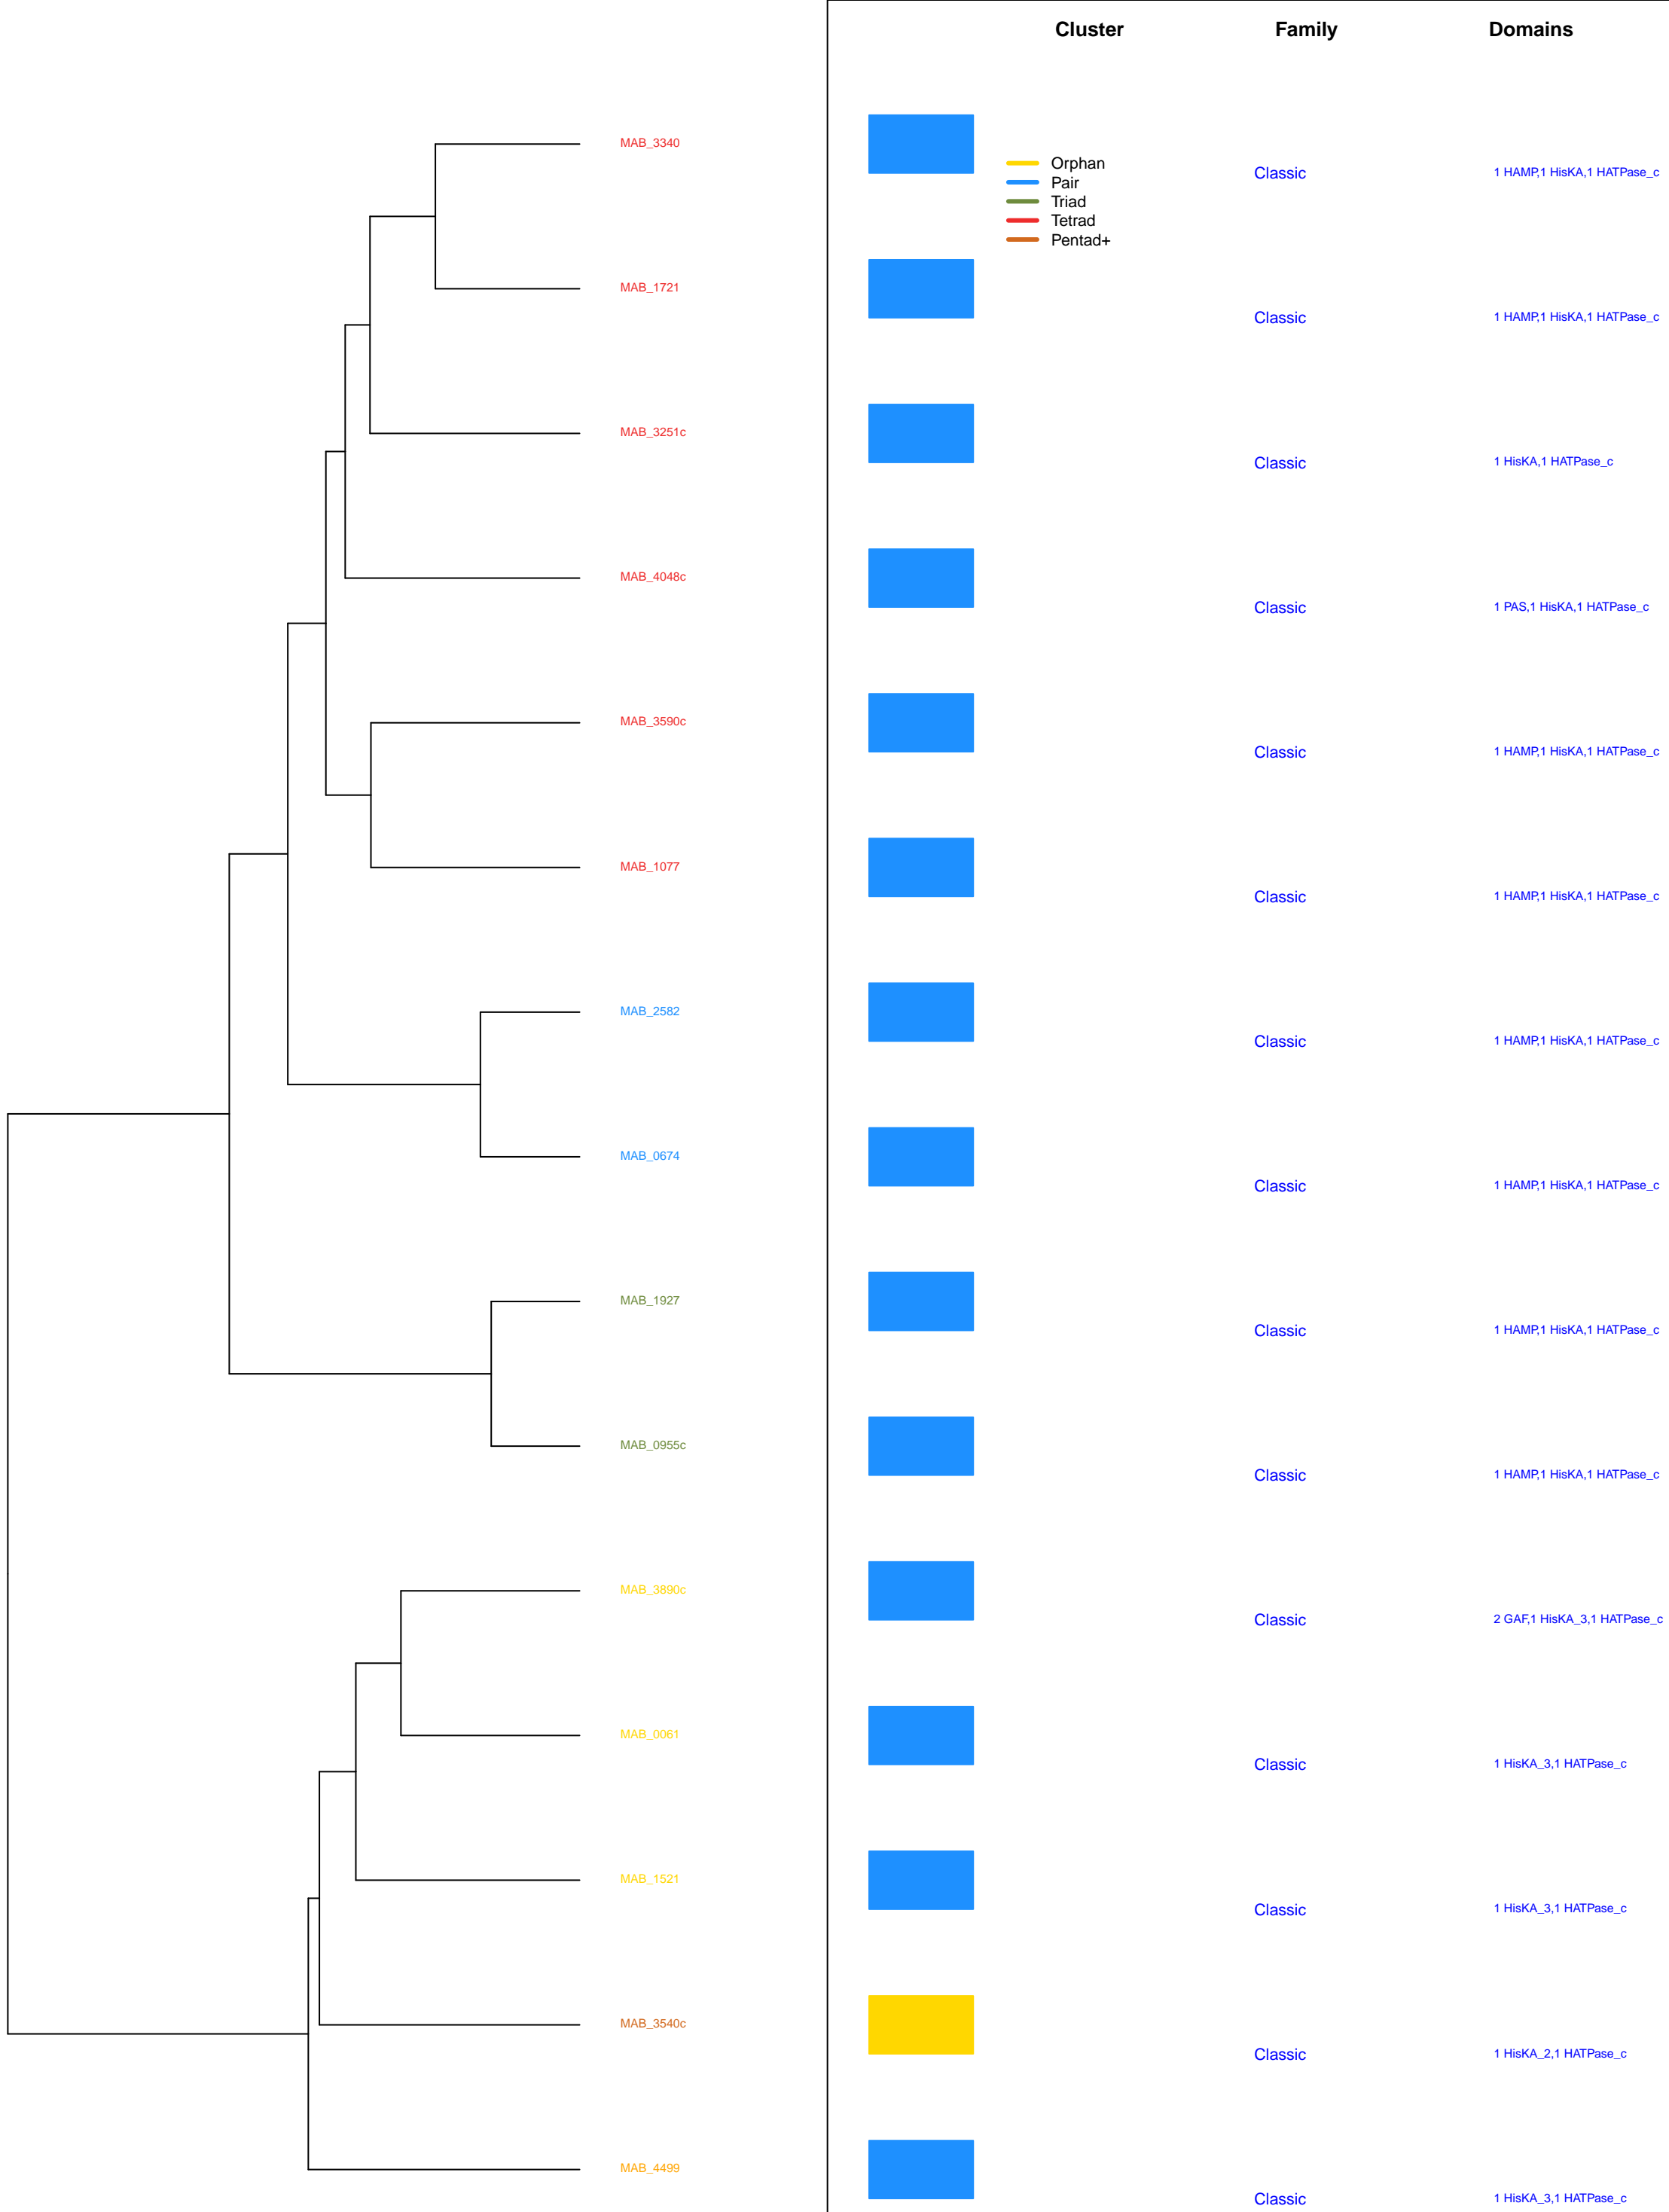 Cluster Family Domains
MAB_3340
Orphan
Pair
Triad
Tetrad
Pentad+
Classic 1 HAMP,1 HisKA,1 HATPase_c
MAB_1721
Classic 1 HAMP,1 HisKA,1 HATPase_c
MAB_3251c
Classic 1 HisKA,1 HATPase_c
MAB_4048c
Classic 1 PAS,1 HisKA,1 HATPase_c
MAB_3590c
Classic 1 HAMP,1 HisKA,1 HATPase_c
MAB_1077
Classic 1 HAMP,1 HisKA,1 HATPase_c
MAB_2582
Classic 1 HAMP,1 HisKA,1 HATPase_c
MAB_0674
Classic 1 HAMP,1 HisKA,1 HATPase_c
MAB_1927
Classic 1 HAMP,1 HisKA,1 HATPase_c
MAB_0955c
Classic 1 HAMP,1 HisKA,1 HATPase_c
MAB_3890c
Classic 2 GAF,1 HisKA_3,1 HATPase_c
MAB_0061
Classic 1 HisKA_3,1 HATPase_c
MAB_1521
Classic 1 HisKA_3,1 HATPase_c
MAB_3540c
Classic 1 HisKA_2,1 HATPase_c
MAB_4499
Classic 1 HisKA_3,1 HATPase_c